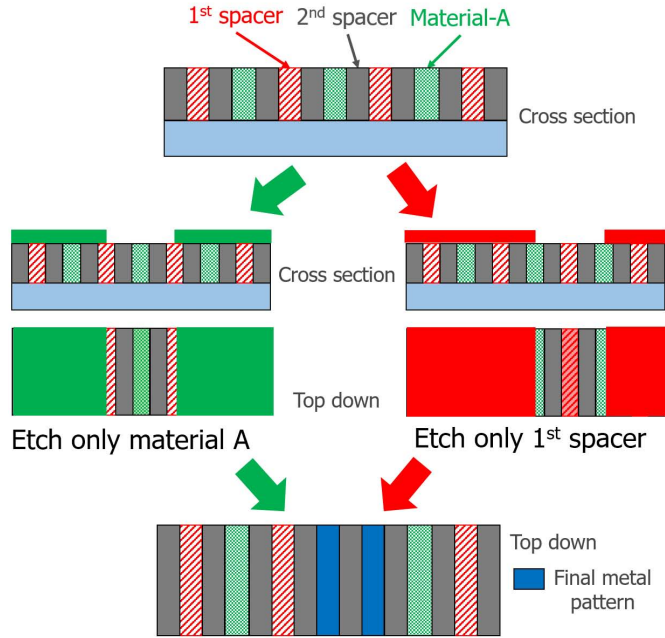 1st spacer
2nd spacer
Material-A
Cross section
Cross section
Top down
Etch only material A
Etch only 1st spacer
Top down
Final metal
pattern